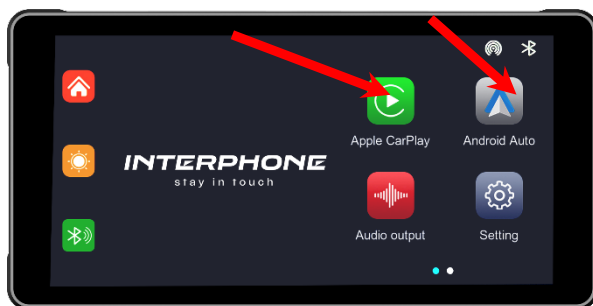 Apple CarPlay
Android Auto
INTERPHONE
stay in touch
Audio output
Setting